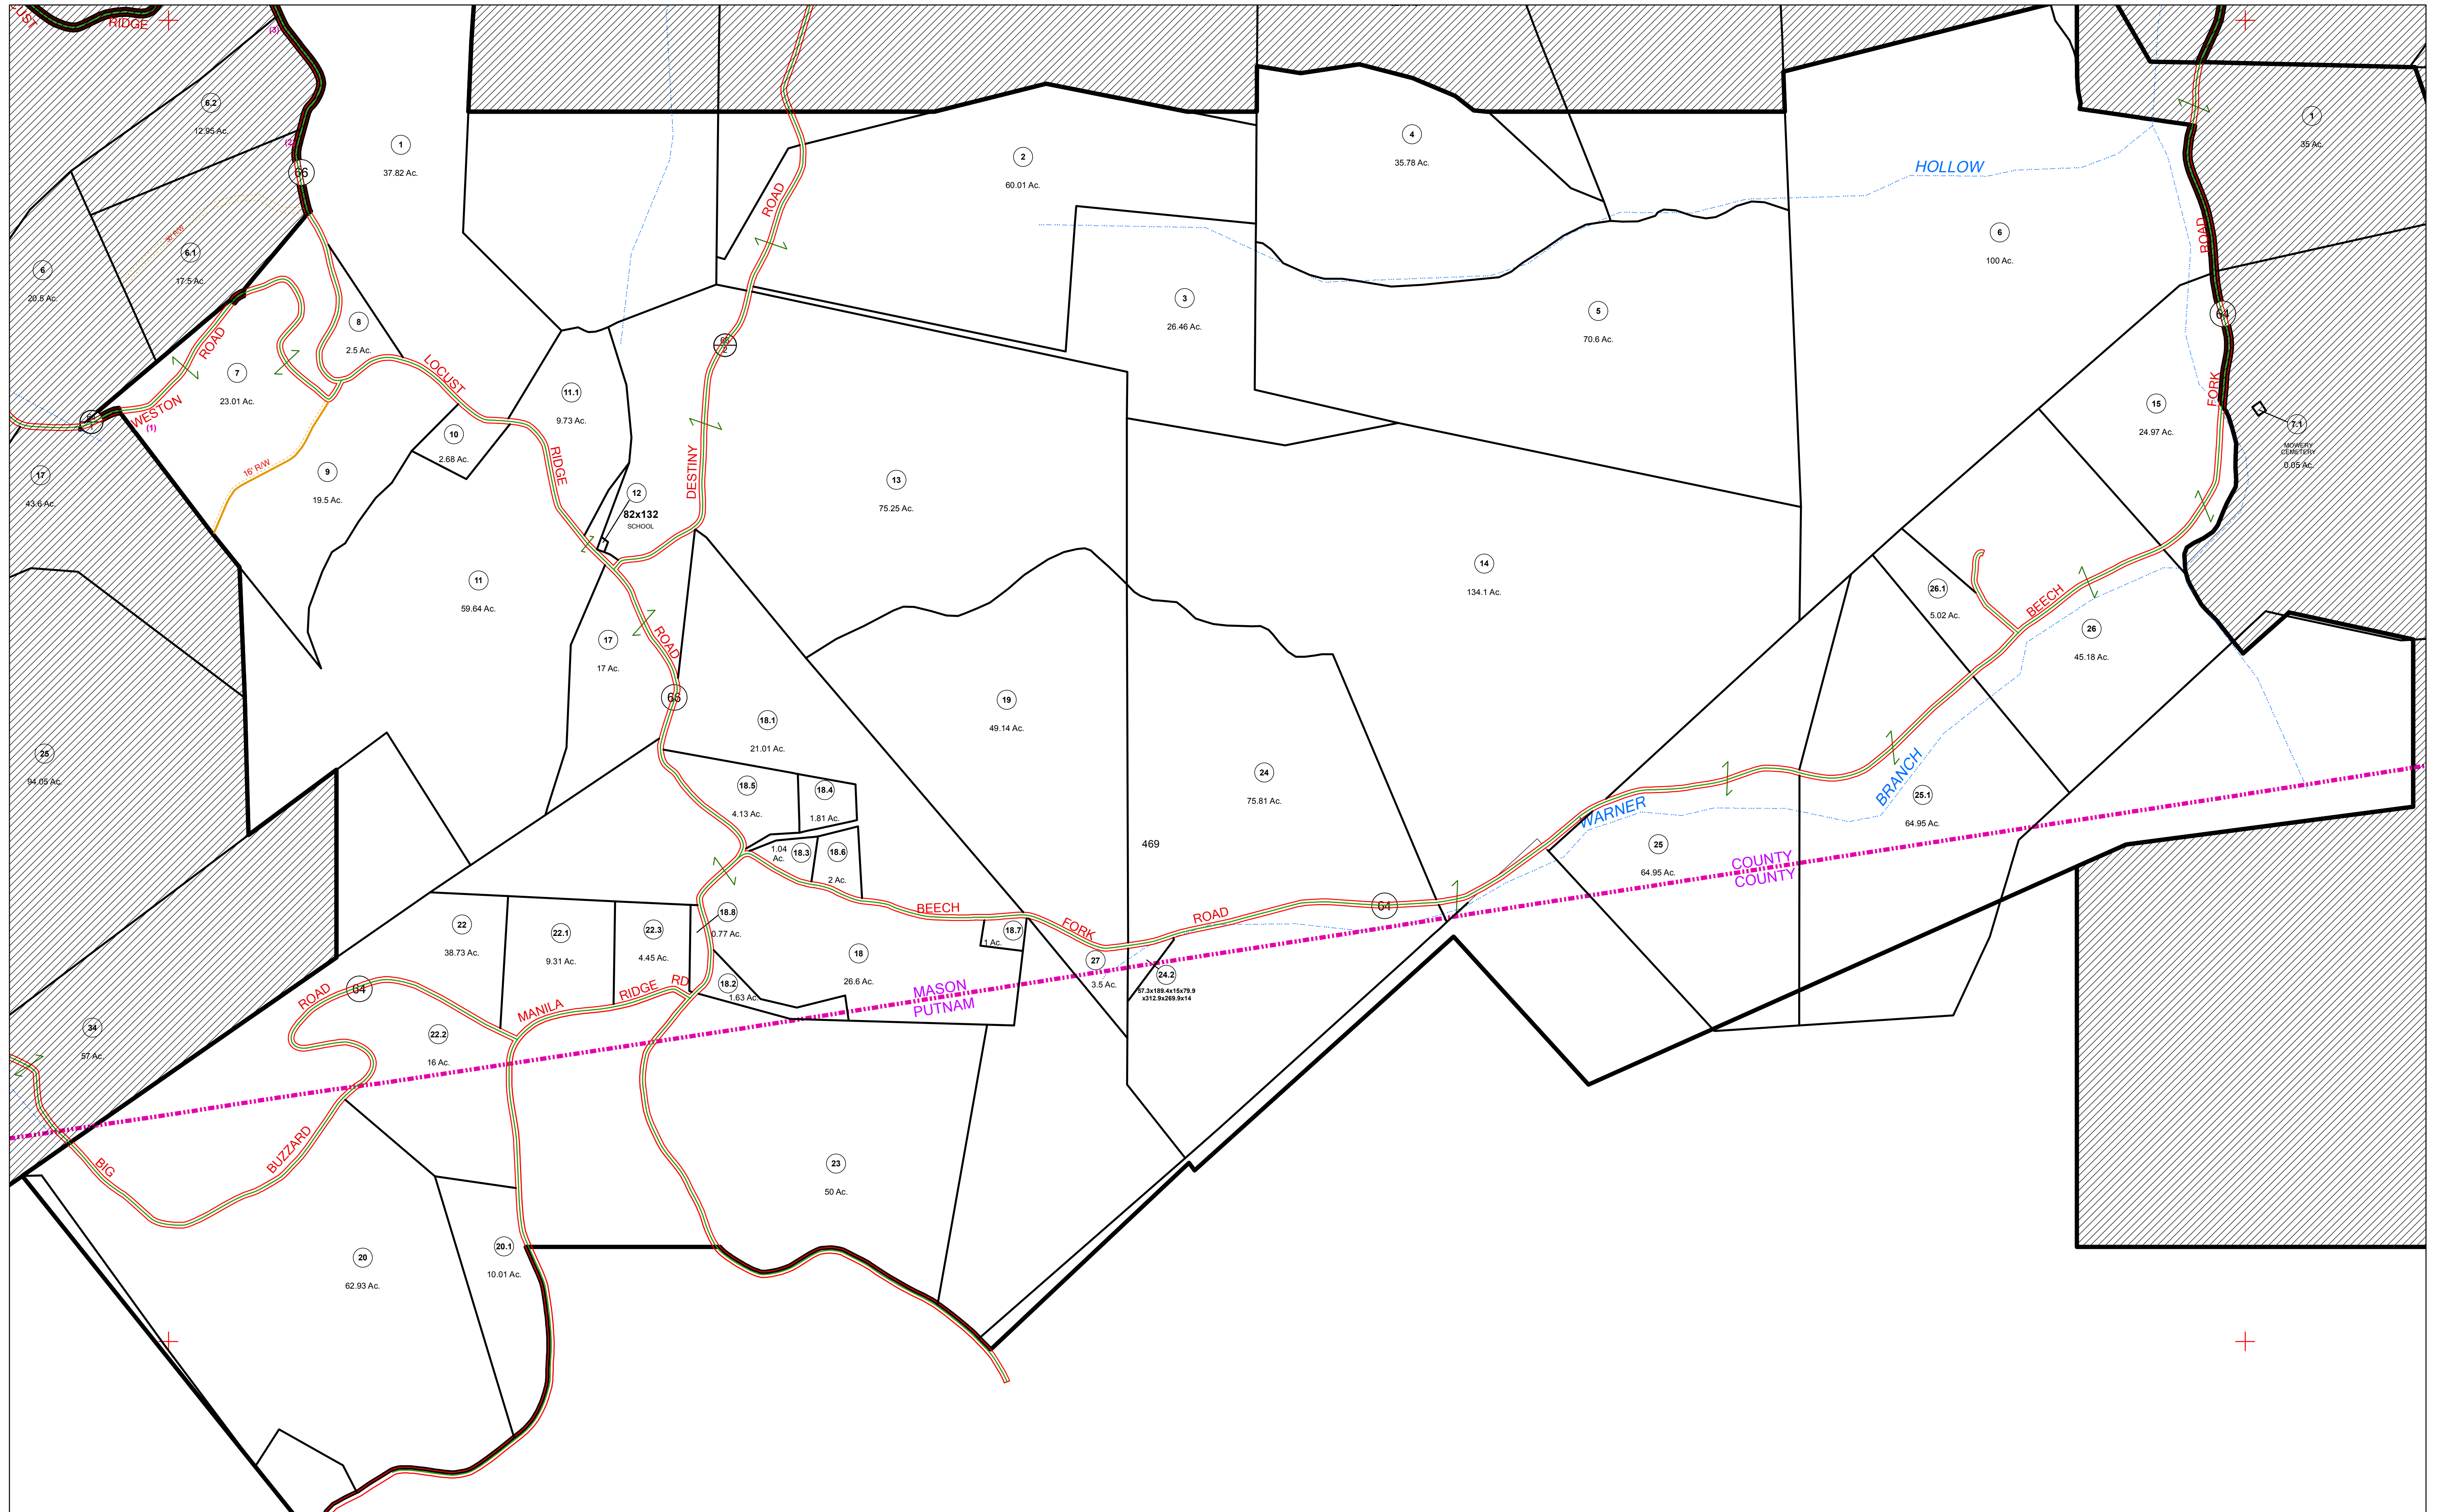 RIDGE
(3)
6.2
12.95 Ac.
(2)
66
1
37.82 Ac.
2
60.01 Ac.
4
35.78 Ac.
HOLLOW
1
35 Ac.
ROAD
ROAD
30' R/W
6.1
17.5 Ac.
6
20.5 Ac.
6
100 Ac.
3
26.46 Ac.
5
70.6 Ac.
64
8
2.5 Ac.
ROAD
7
23.01 Ac.
LOCUST
2
WESTON
(1)
11.1
9.73 Ac.
10
2.68 Ac.
FORK
15
24.97 Ac.
7.1
MOWERY
CEMETERY
0.05 Ac.
16' R/W
9
19.5 Ac.
17
43.6 Ac.
RIDGE
DESTINY
12
82x132
SCHOOL
13
75.25 Ac.
14
134.1 Ac.
11
59.64 Ac.
26.1
5.02 Ac.
BEECH
26
45.18 Ac.
17
17 Ac.
ROAD
66
18.1
21.01 Ac.
19
49.14 Ac.
25
94.05 Ac.
24
75.81 Ac.
18.5
4.13 Ac.
18.4
1.81 Ac.
BRANCH
25.1
64.95 Ac.
WARNER
25
64.95 Ac.
469
1.04
Ac.
18.3
18.6
2 Ac.
COUNTY
COUNTY
18.8
0.77 Ac.
BEECH
FORK
ROAD
64
22
38.73 Ac.
22.1
9.31 Ac.
22.3
4.45 Ac.
18.7
1 Ac.
18
26.6 Ac.
27
3.5 Ac.
24.2
57.3x189.4x15x79.9
x312.9x269.9x14
18.2
1.63 Ac.
MANILA
RIDGE
RD
MASON
PUTNAM
ROAD
64
34
57 Ac.
22.2
16 Ac.
BIG
BUZZARD
23
50 Ac.
20
62.93 Ac.
20.1
10.01 Ac.